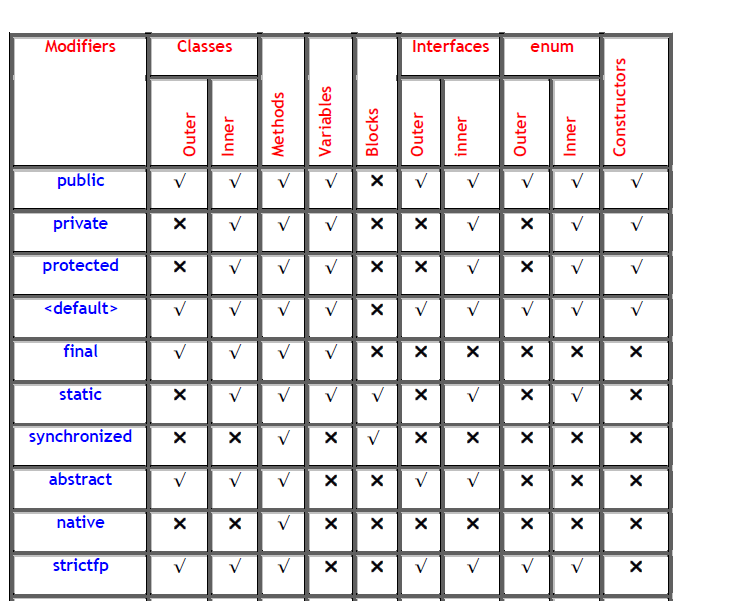 Modifiers Classes Methods Variables Blocks Interfaces enum Constructors
Outer Inner Outer inner Outer Inner
public √ √ √ √ × √ √ √ √ √
private × √ √ √ × × √ × √ √
protected × √ √ √ × × √ × √ √
<default> √ √ √ √ × √ √ √ √ √
final √ √ √ √ × × × × × ×
static × √ √ √ √ × √ × √ ×
synchronized × × √ × √ × × × × ×
abstract √ √ √ × × √ √ × × ×
native × × √ × × × × × × ×
strictfp √ √ √ × × √ √ √ √ ×